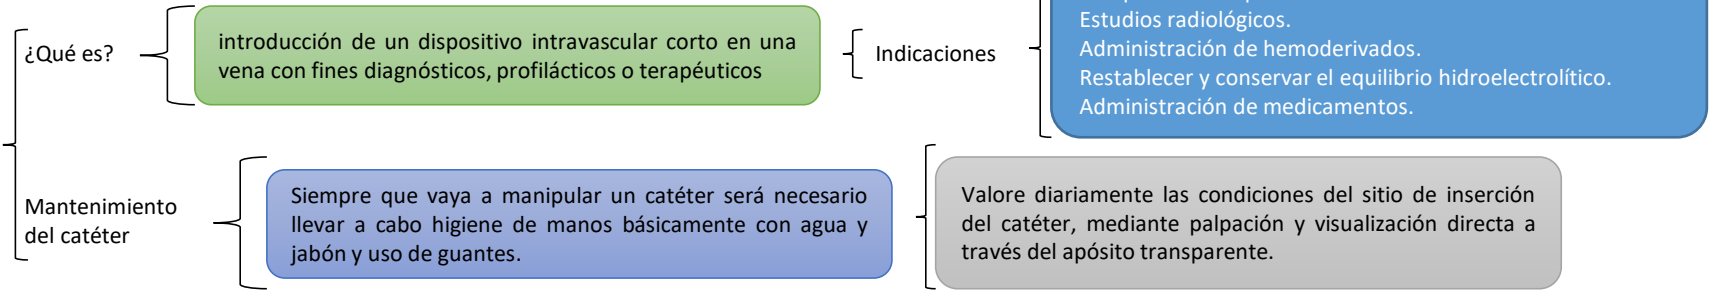 ¿Qué es?
introducción de un dispositivo intravascular corto en una
vena con fines diagnósticos, profilácticos o terapéuticos
Indicaciones
Estudios radiológicos.
Administración de hemoderivados.
Restablecer y conservar el equilibrio hidroelectrolítico.
Administración de medicamentos.
Mantenimiento
del catéter
Siempre que vaya a manipular un catéter será necesario
llevar a cabo higiene de manos básicamente con agua y
jabón y uso de guantes.
Valore diariamente las condiciones del sitio de inserción
del catéter, mediante palpación y visualización directa a
través del apósito transparente.